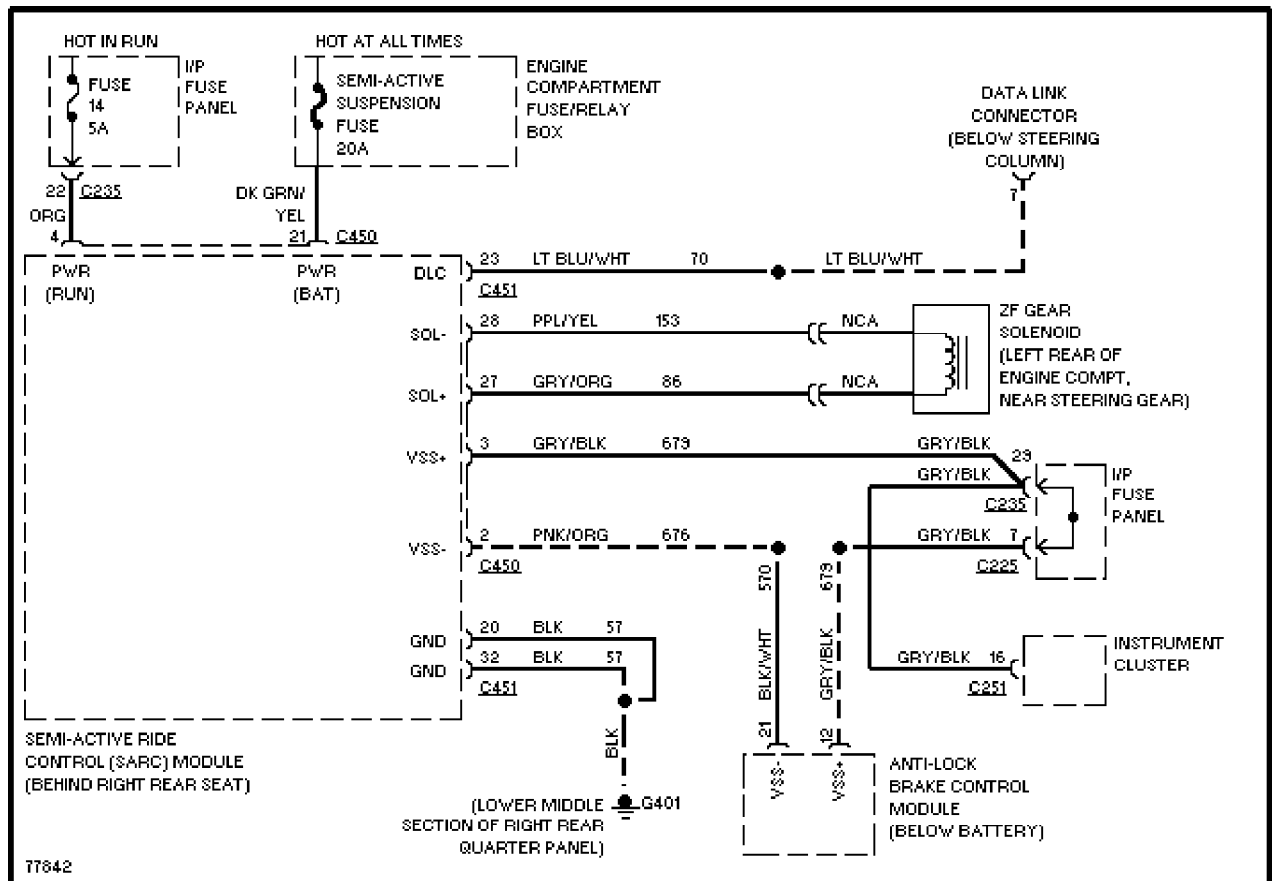 HOT IN RUN
FUSE
14
5A
I/P
FUSE
PANEL
HOT AT ALL TIMES
SEMI-ACTIVE
SUSPENSION
FUSE
20A
ENGINE
COMPARTMENT
FUSE/RELAY
BOX
DATA LINK
CONNECTOR
(BELOW STEERING
COLUMN)
7
22 C235
ORG
4
DK GRN/
YEL
21 C450
PWR
(RUN)
PWR
(BAT)
DLC 23 LT BLU/WHT 70 LT BLU/WHT
C451
SOL- 28 PPL/YEL 153 NCA
SOL+ 27 GRY/ORG 86 NCA
ZF GEAR
SOLENOID
(LEFT REAR OF
ENGINE COMPT,
NEAR STEERING GEAR)
VSS+ 3 GRY/BLK 679 GRY/BLK 29
GRY/BLK
C235
I/P
FUSE
PANEL
VSS- 2 PNK/ORG 676
C450
GRY/BLK 7
C225
570
BLK/WHT
21
679
GRY/BLK
12
GND 20 BLK 57
GND 32 BLK 57
C451
BLK
GRY/BLK 16
C251
INSTRUMENT
CLUSTER
SEMI-ACTIVE RIDE
CONTROL (SARC) MODULE
(BEHIND RIGHT REAR SEAT)
G401
(LOWER MIDDLE
SECTION OF RIGHT REAR
QUARTER PANEL)
VSS-
VSS+
ANTI-LOCK
BRAKE CONTROL
MODULE
(BELOW BATTERY)
77842